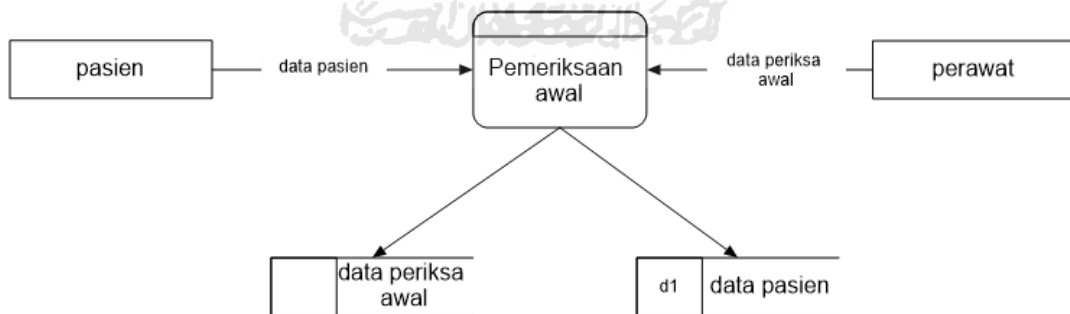 pasien
data pasien
Pemeriksaan
awal
data periksa
awal
perawat
data periksa
awal
d1
data pasien